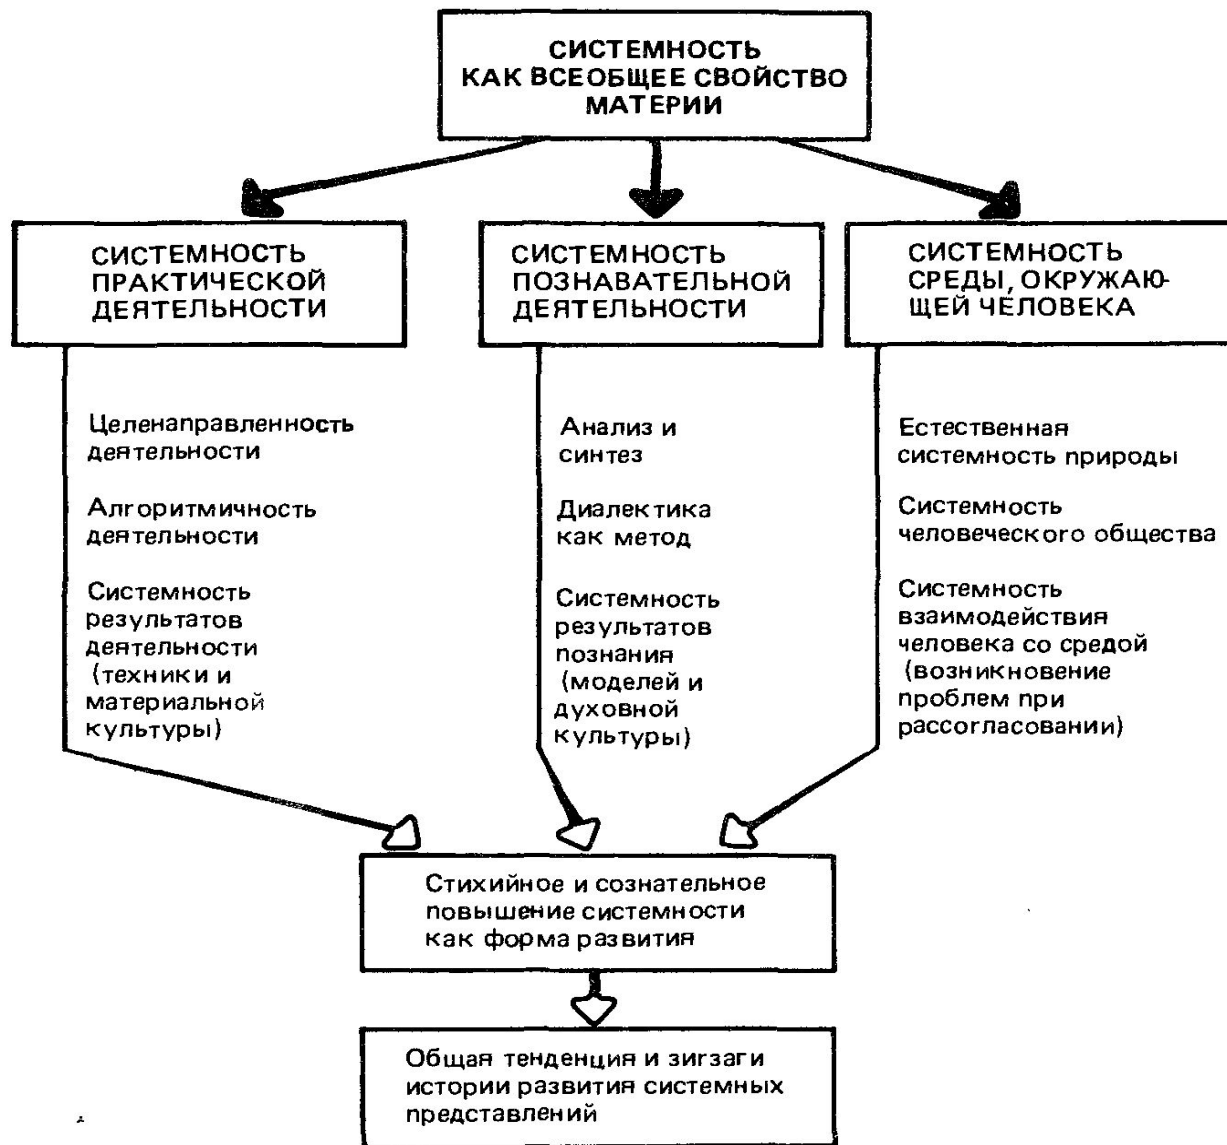 СИСТЕМНОСТЬ
КАК ВСЕОБЩЕЕ СВОЙСТВО
МАТЕРИИ
СИСТЕМНОСТЬ
ПРАКТИЧЕСКОЙ
ДЕЯТЕЛЬНОСТИ
СИСТЕМНОСТЬ
ПОЗНАВАТЕЛЬНОЙ
ДЕЯТЕЛЬНОСТИ
СИСТЕМНОСТЬ
СРЕДЫ, ОКРУЖАЮ-
ЩЕЙ ЧЕЛОВЕКА
Целенаправленность
деятельности
Алгоритмичность
деятельности
Системность
результатов
деятельности
(техники и
материальной
культуры)
Анализ и
синтез
Диалектика
как метод
Системность
результатов
познания
(моделей и
духовной
культуры)
Естественная
системность природы
Системность
человеческого общества
Системность
взаимодействия
человека со средой
(возникновение
проблем при
рассогласовании)
Стихийное и сознательное
повышение системности
как форма развития
Общая тенденция и зигзаги
истории развития системных
представлений